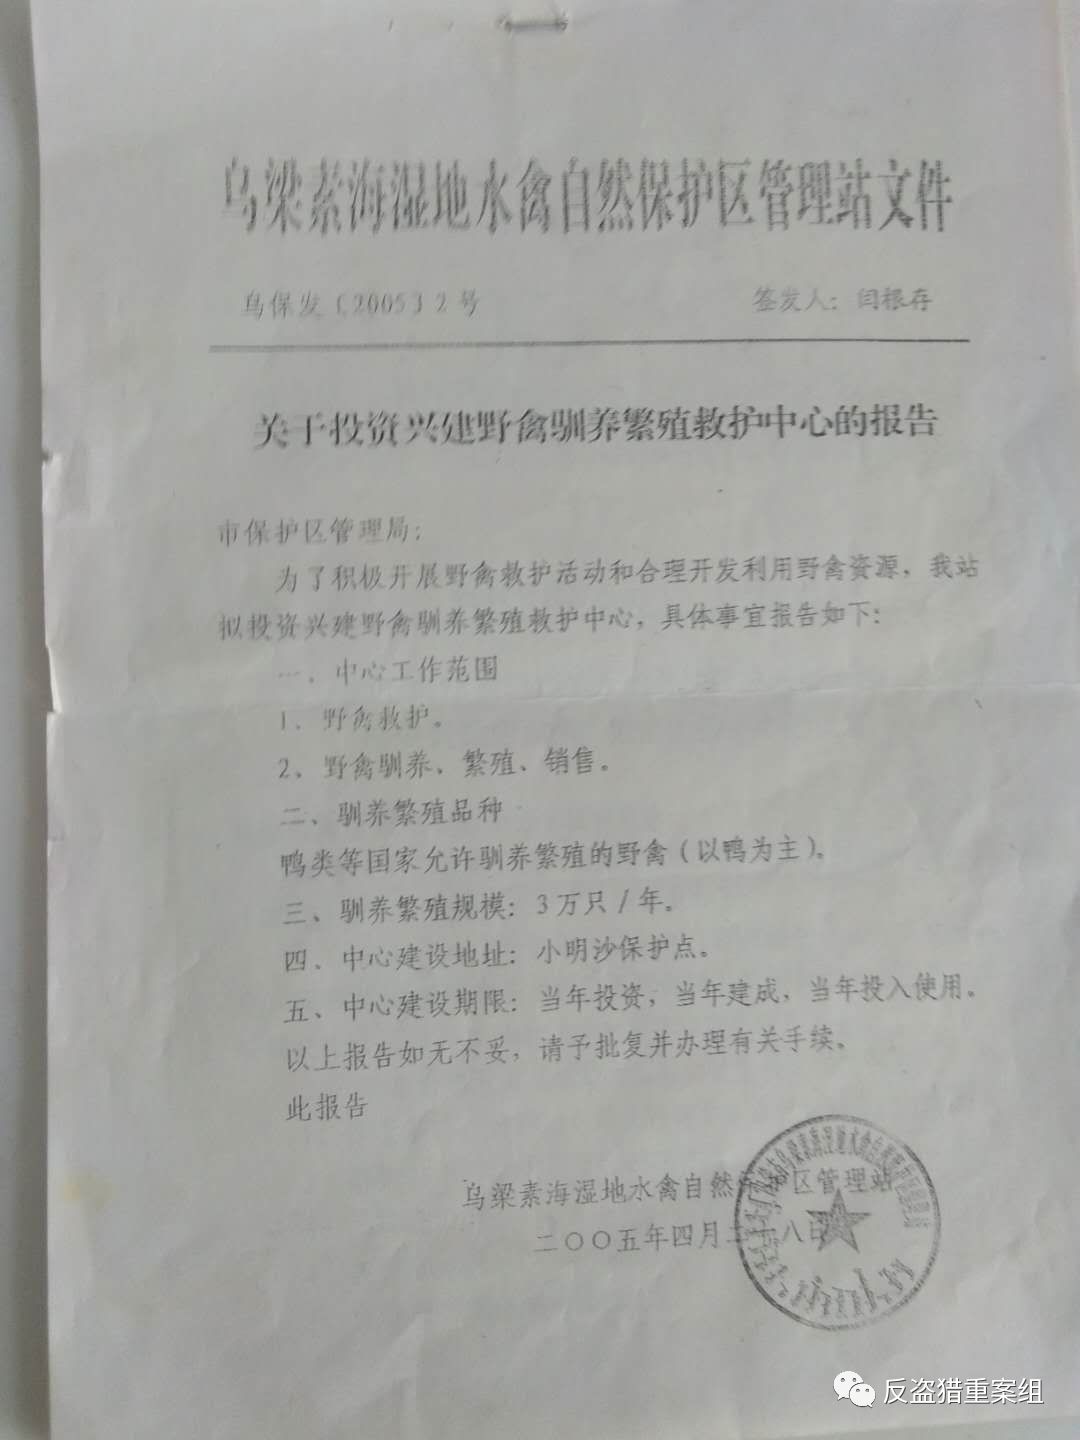 乌梁素海湿地水禽自然保护区管理站文件
乌保发〔2005〕2号 签发人：闫根存
关于投资兴建野禽驯养繁殖救护中心的报告
市保护区管理局：
为了积极开展野禽救护活动和合理开发利用野禽资源，我站
拟投资兴建野禽驯养繁殖救护中心，具体事宜报告如下：
一、中心工作范围
1、野禽救护。
2、野禽驯养、繁殖、销售。
二、驯养繁殖品种
鸭类等国家允许驯养繁殖的野禽（以鸭为主）。
三、驯养繁殖规模：3万只/年。
四、中心建设地址：小明沙保护点。
五、中心建设期限：当年投资，当年建成，当年投入使用。
以上报告如无不妥，请予批复并办理有关手续。
此报告
乌梁素海湿地水禽自然保护区管理站
二〇〇五年四月二十八日
反盗猎重案组